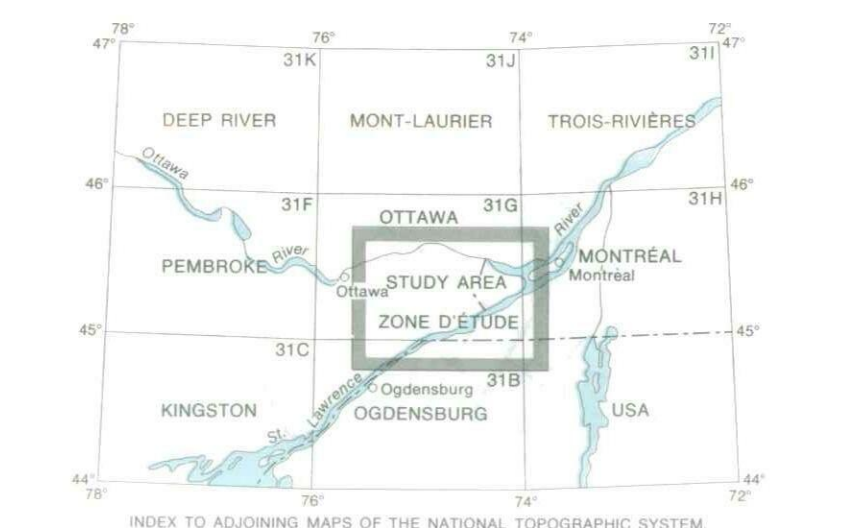 78° 76° 74° 72°
47° 47°
31K 31J 31I
DEEP RIVER MONT-LAURIER TROIS-RIVIÈRES
Ottawa
46° 46°
31F 31G 31H
OTTAWA
River
River
PEMBROKE MONTRÉAL
Montréal
Ottawa
STUDY AREA
ZONE D'ÉTUDE
45° 45°
31C
31B
Ogdensburg
KINGSTON OGDENSBURG USA
St. Lawrence
44° 44°
78° 76° 74° 72°
INDEX TO ADJOINING MAPS OF THE NATIONAL TOPOGRAPHIC SYSTEM